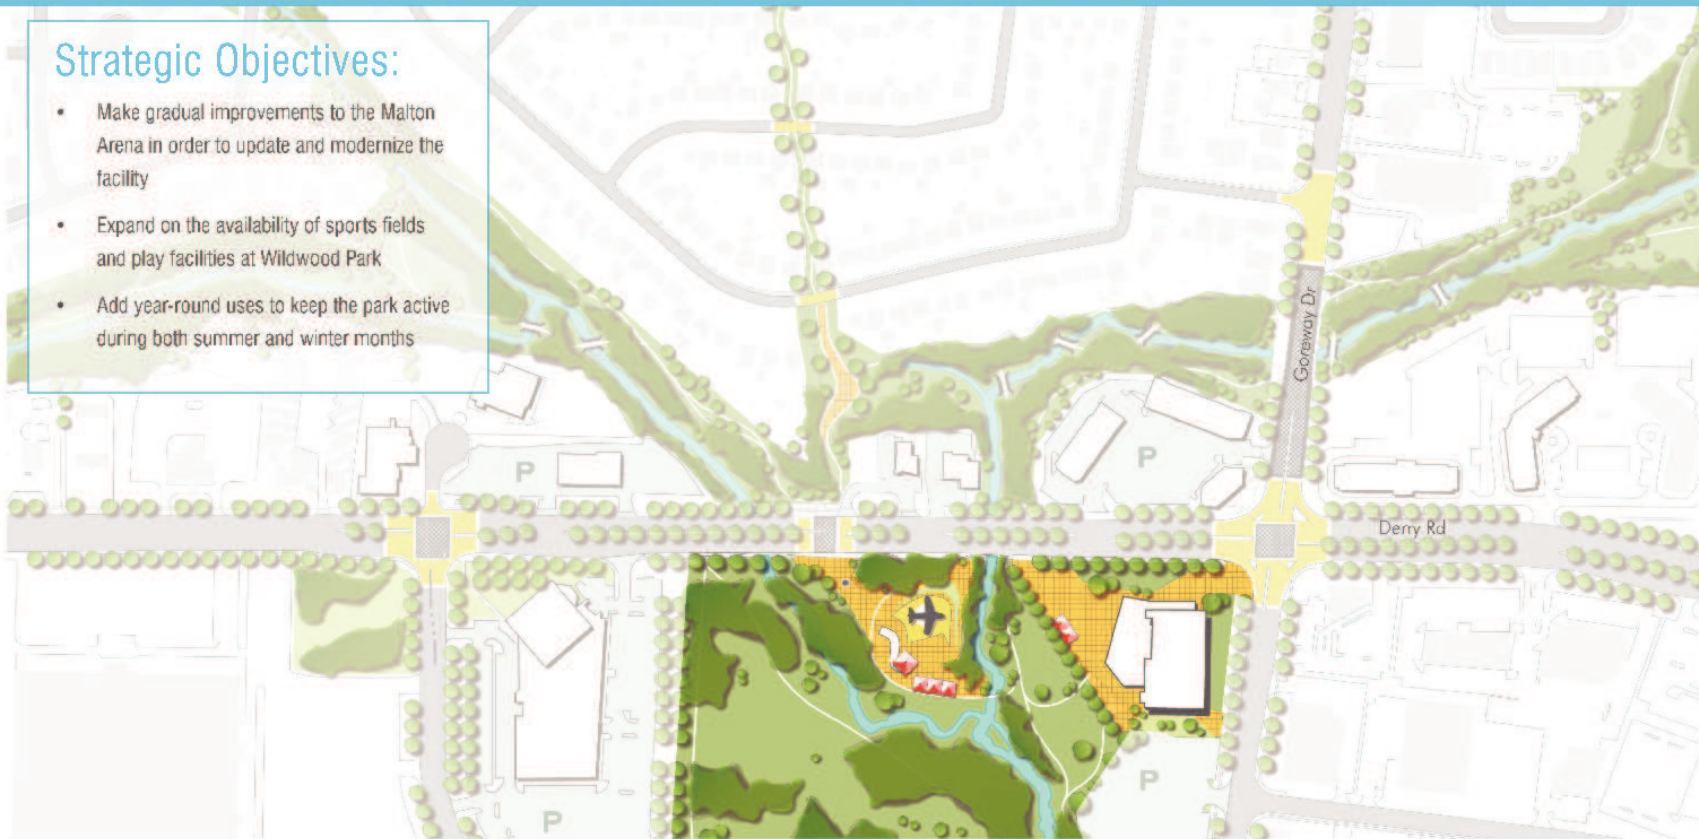 Strategic Objectives:
• Make gradual improvements to the Malton
Arena in order to update and modernize the
facility
• Expand on the availability of sports fields
and play facilities at Wildwood Park
• Add year-round uses to keep the park active
during both summer and winter months
Goreway Dr
P
P
Derry Rd
P
P